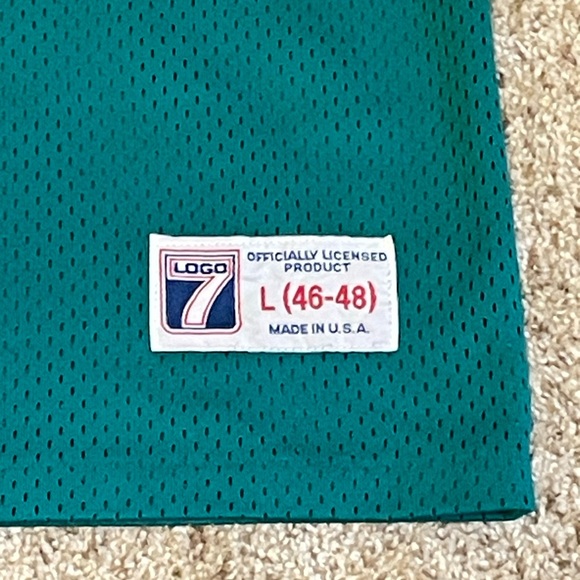 LOGO
7
OFFICIALLY LICENSED
PRODUCT
L (46-48)
MADE IN U.S.A.